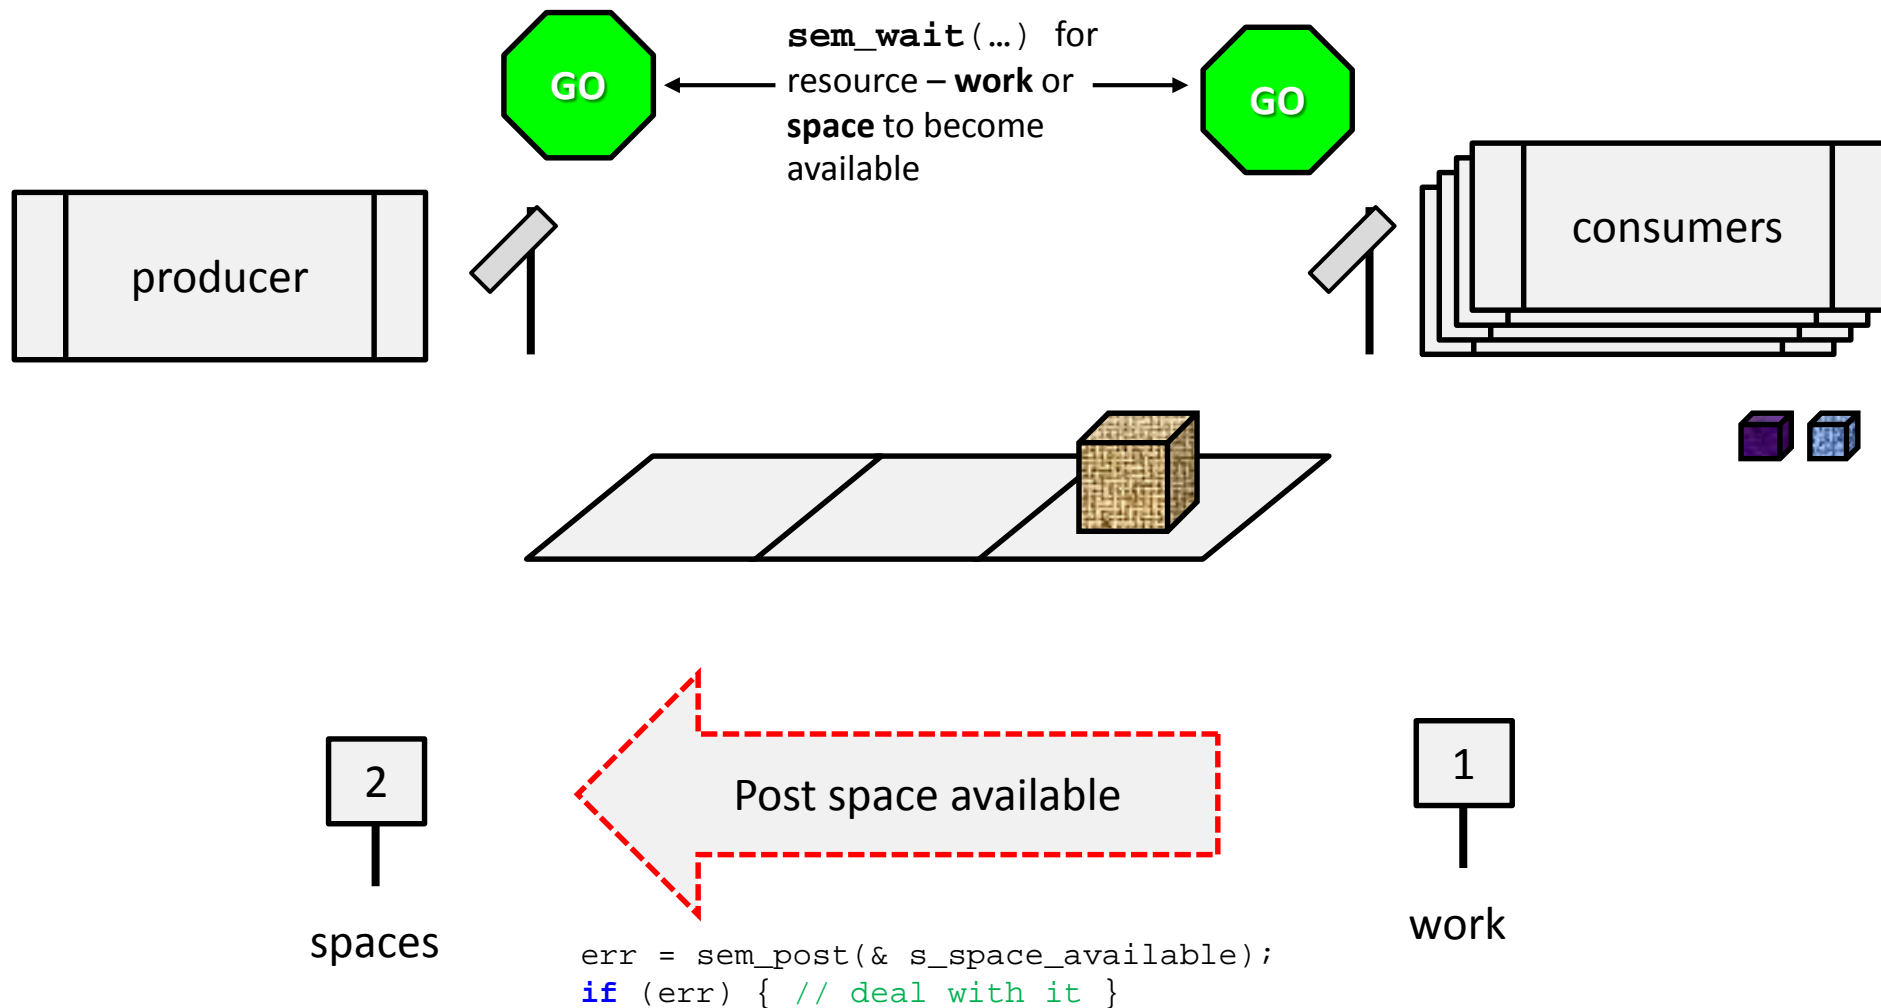 GO
sem_wait(…) for
resource – work or
space to become
available
GO
producer
consumers
2
spaces
Post space available
1
work
err = sem_post(& s_space_available);
if (err) { // deal with it }